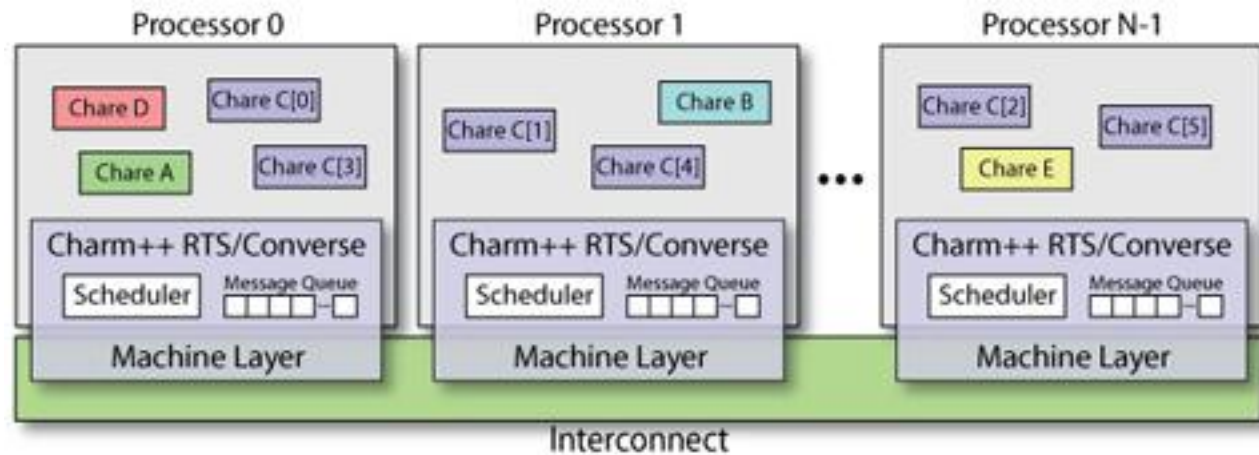 Processor 0
Processor 1
Processor N-1
Chare D
Chare C[0]
Chare A
Chare C[3]
Chare C[1]
Chare B
Chare C[4]
•••
Chare C[2]
Chare C[5]
Chare E
Charm++ RTS/Converse
Scheduler
Message Queue
Machine Layer
Charm++ RTS/Converse
Scheduler
Message Queue
Machine Layer
Charm++ RTS/Converse
Scheduler
Message Queue
Machine Layer
Interconnect